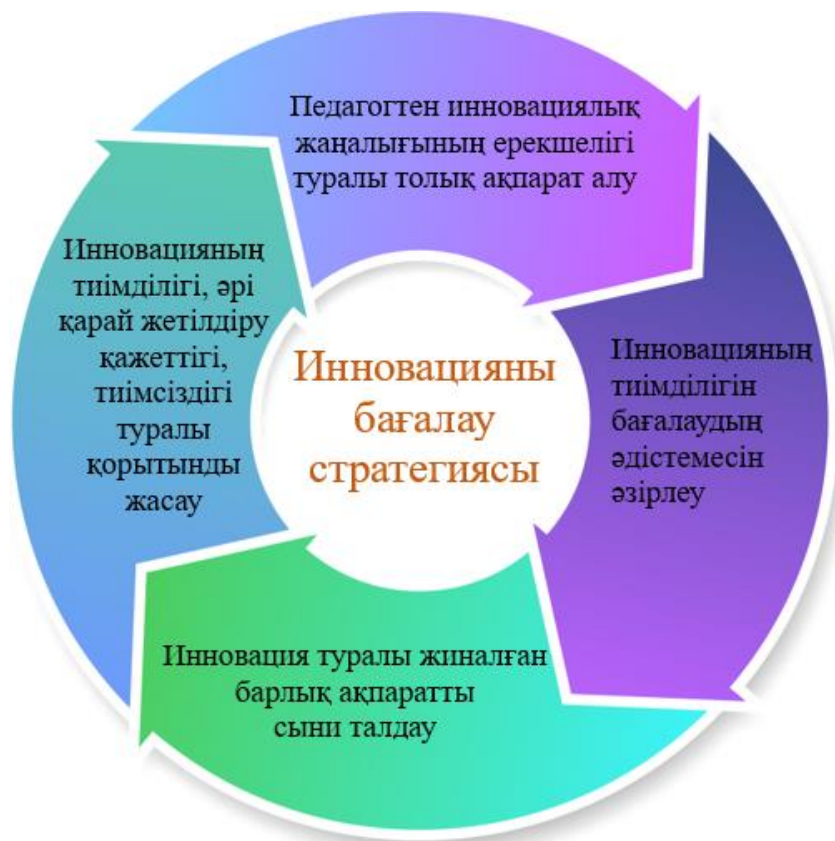 Педагогтен инновациялық
жаңалығының ерекшелігі
туралы толық ақпарат алу
Инновацияның
тиімділігін
бағалаудың
әдістемесін
әзірлеу
Инновация туралы жиналған
барлық ақпаратты
сыни талдау
Инновацияның
тиімділігі, әрі
қарай жетілдіру
қажеттігі,
тиімсіздігі
туралы
қорытынды
жасау
Инновацияны
бағалау
стратегиясы